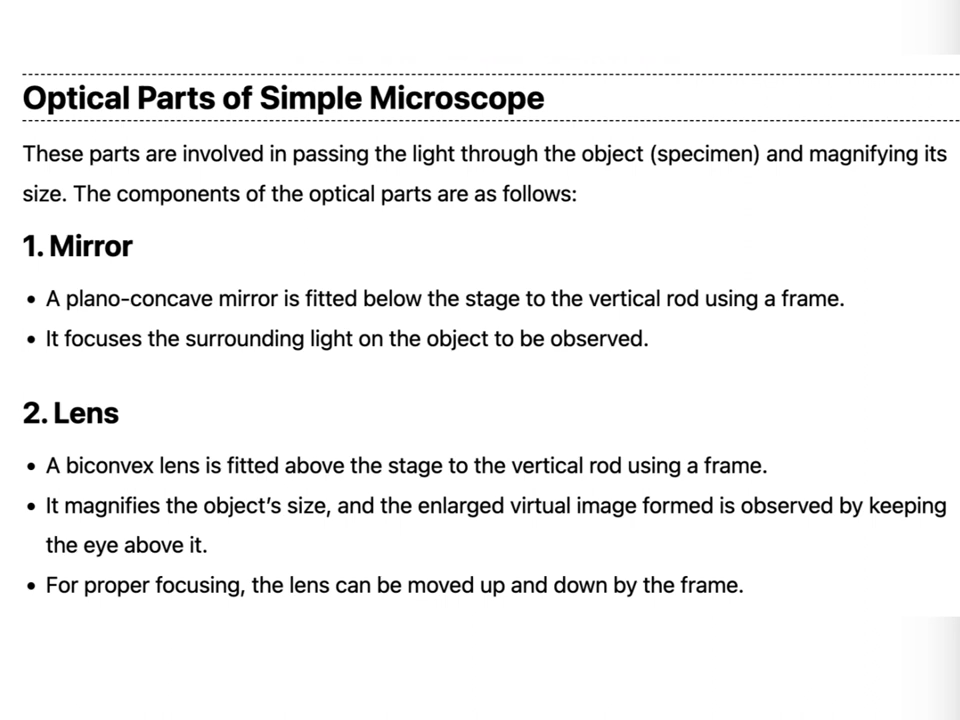 Optical Parts of Simple Microscope
These parts are involved in passing the light through the object (specimen) and magnifying its
size. The components of the optical parts are as follows:
1. Mirror
• A plano-concave mirror is fitted below the stage to the vertical rod using a frame.
• It focuses the surrounding light on the object to be observed.
2. Lens
• A biconvex lens is fitted above the stage to the vertical rod using a frame.
• It magnifies the object’s size, and the enlarged virtual image formed is observed by keeping
the eye above it.
• For proper focusing, the lens can be moved up and down by the frame.